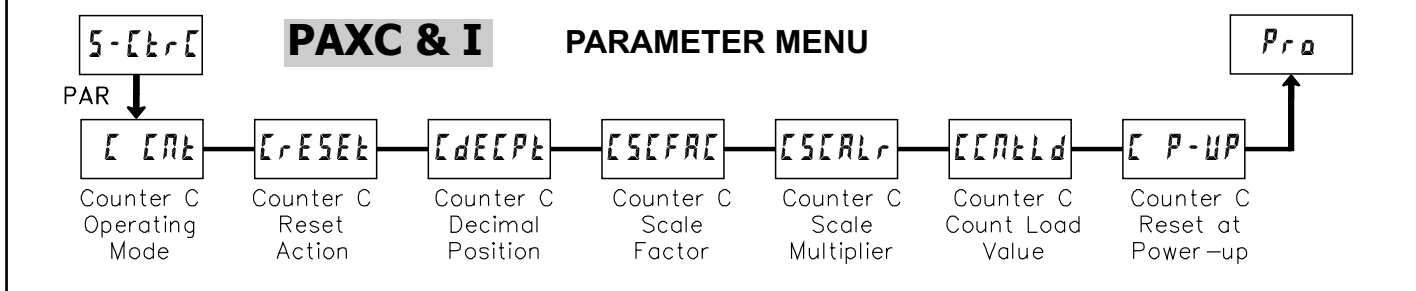 5-CtrC
PAXC & I
PARAMETER MENU
Pro
PAR
C Cnt
CrESEt
CdECPt
CSCFAC
CSCALr
CCntLd
C P-UP
Counter C
Operating
Mode
Counter C
Reset
Action
Counter C
Decimal
Position
Counter C
Scale
Factor
Counter C
Scale
Multiplier
Counter C
Count Load
Value
Counter C
Reset at
Power-up